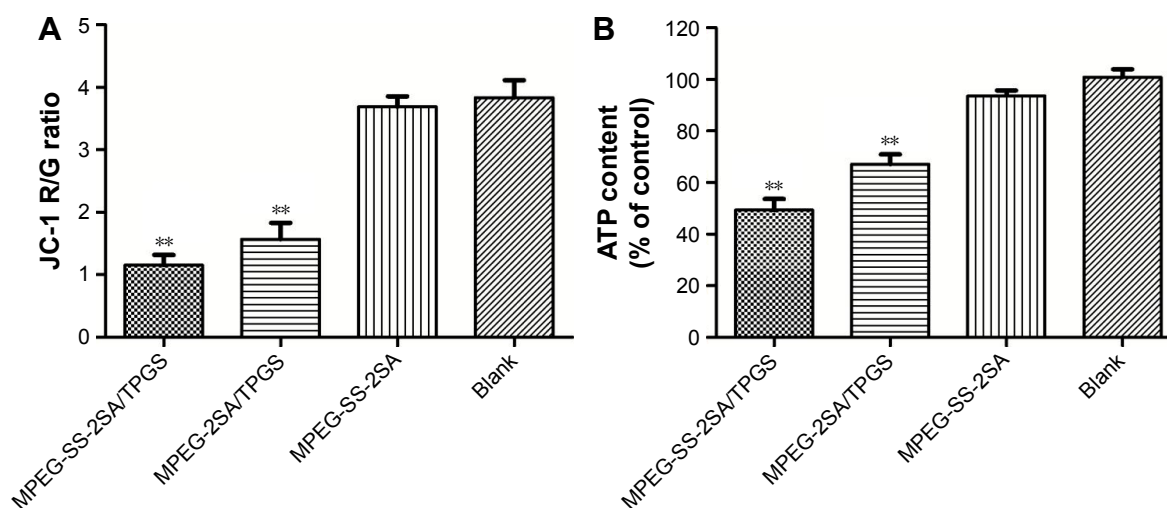 A
JC-1 R/G ratio
5
4
3
2
1
0
**
**
MPEG-SS-2SA/TPGS
MPEG-2SA/TPGS
MPEG-SS-2SA
Blank
B
ATP content
(% of control)
120
100
80
60
40
20
0
**
**
MPEG-SS-2SA/TPGS
MPEG-2SA/TPGS
MPEG-SS-2SA
Blank